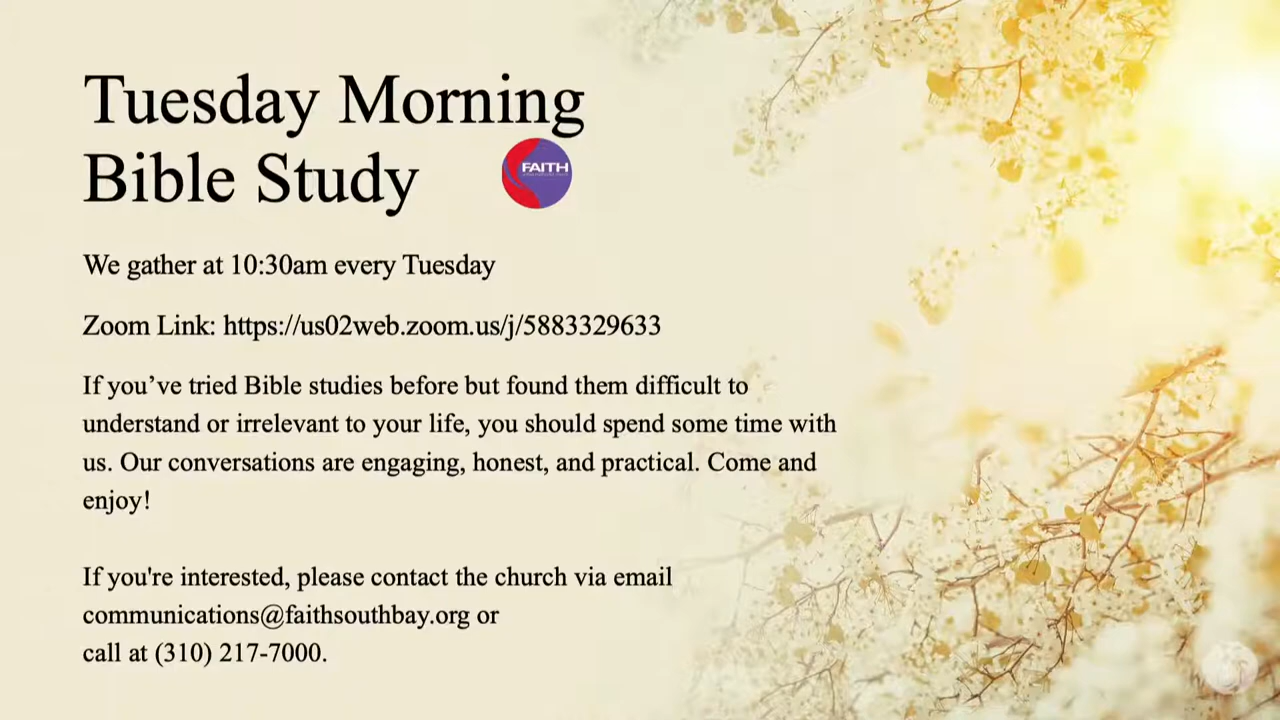 Tuesday Morning
Bible Study
FAITH
We gather at 10:30am every Tuesday
Zoom Link: https://us02web.zoom.us/j/5883329633
If you’ve tried Bible studies before but found them difficult to
understand or irrelevant to your life, you should spend some time with
us. Our conversations are engaging, honest, and practical. Come and
enjoy!
If you're interested, please contact the church via email
communications@faithsouthbay.org or
call at (310) 217-7000.